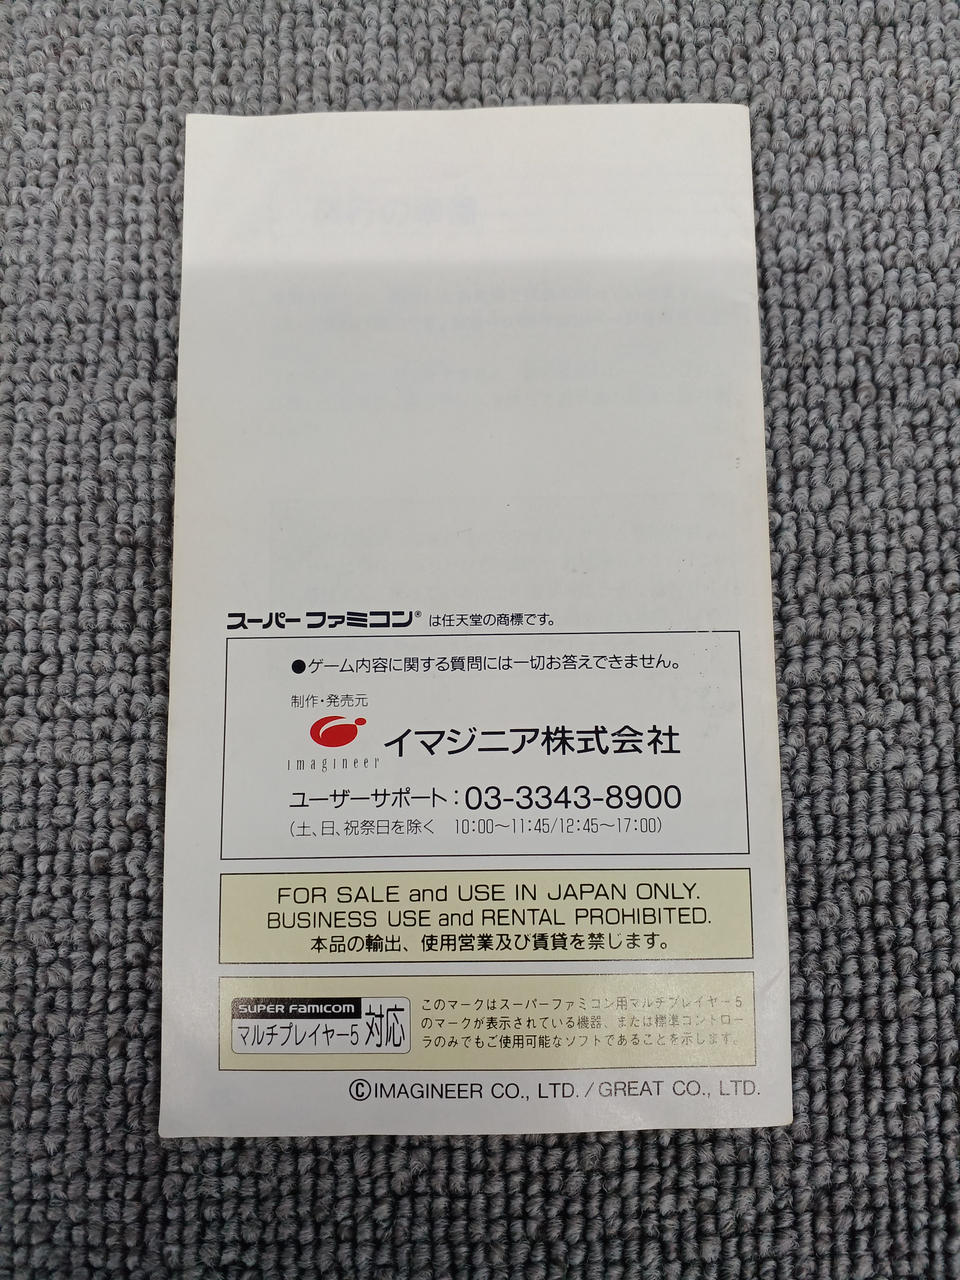 スーパーファミコン® は任天堂の商標です。
●ゲーム内容に関する質問には一切お答えできません。
制作・発売元
imagineer イマジニア株式会社
ユーザーサポート：03-3343-8900
（土、日、祝祭日を除く 10:00〜11:45/12:45〜17:00）
FOR SALE and USE IN JAPAN ONLY.
BUSINESS USE and RENTAL PROHIBITED.
本品の輸出、使用営業及び賃貸を禁じます。
SUPER FAMICOM
マルチプレイヤー5 対応
このマークはスーパーファミコン用マルチプレイヤー5
のマークが表示されている機器、または標準コントロー
ラのみでもご使用可能なソフトであることを示します。
©IMAGINEER CO., LTD. / GREAT CO., LTD.